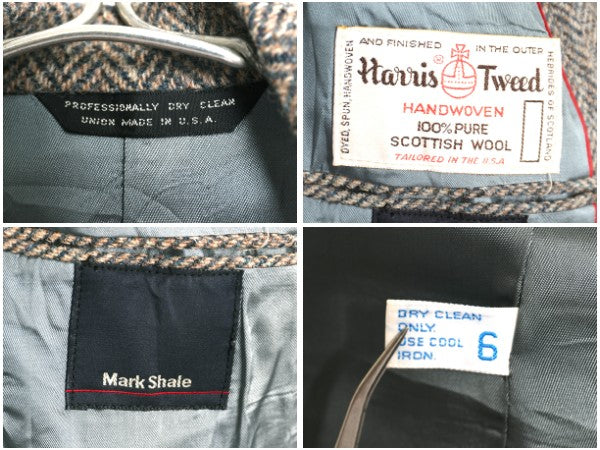 PROFESSIONALLY DRY CLEAN
UNION MADE IN U.S.A.
AND FINISHED IN THE OUTER
HEBRIDES OF SCOTLAND
DYED, SPUN, HANDWOVEN
Harris Tweed ®
HANDWOVEN
100% PURE
SCOTTISH WOOL
TAILORED IN THE U.S.A
Mark Shale
DRY CLEAN
ONLY.
USE COOL
IRON.
6